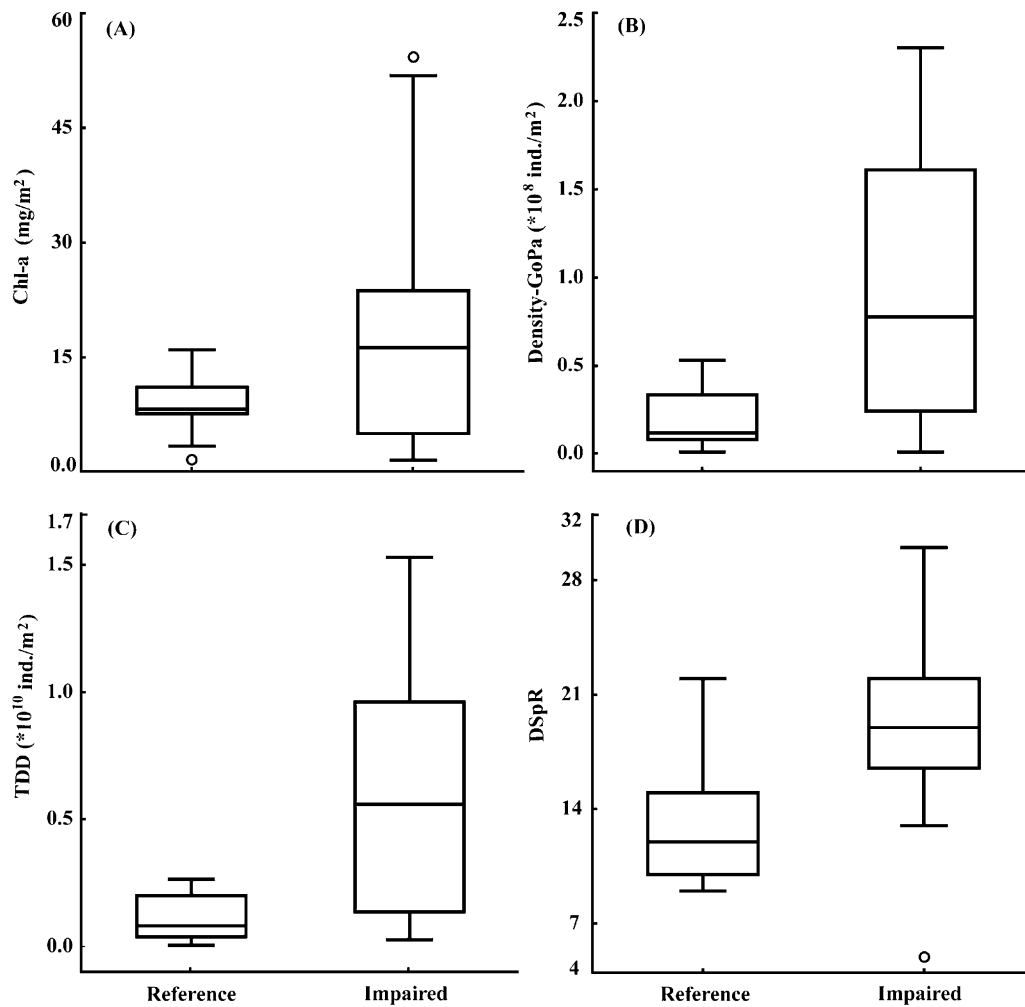 (A)
60
45
30
15
0.0
Chl-a (mg/m²)
(B)
2.5
2.0
1.5
1.0
0.5
0.0
Density-GoPa (*10⁸ ind./m²)
(C)
1.7
1.5
1.0
0.5
0.0
TDD (*10¹⁰ ind./m²)
Reference Impaired
(D)
32
28
21
14
7
4
DSpR
Reference Impaired